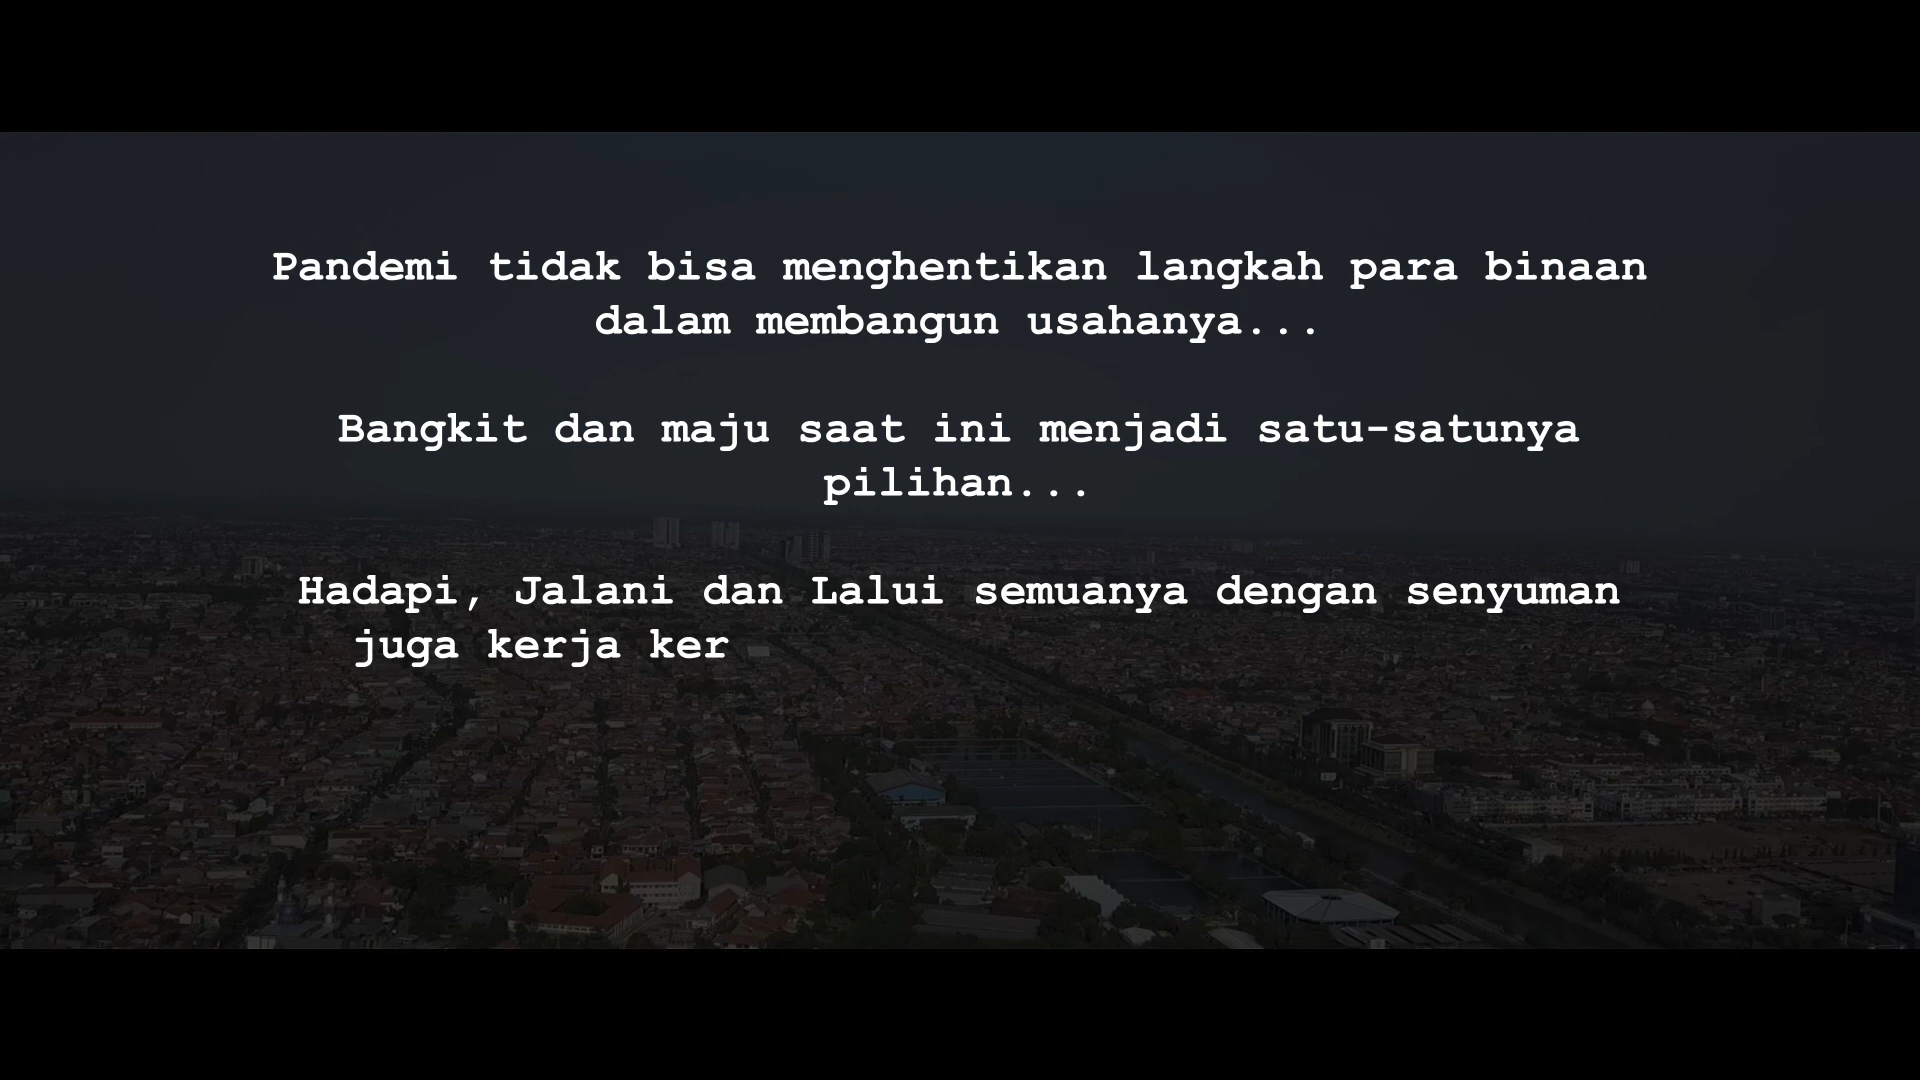 Pandemi tidak bisa menghentikan langkah para binaan
dalam membangun usahanya...
Bangkit dan maju saat ini menjadi satu-satunya
pilihan...
Hadapi, Jalani dan Lalui semuanya dengan senyuman
juga kerja ker